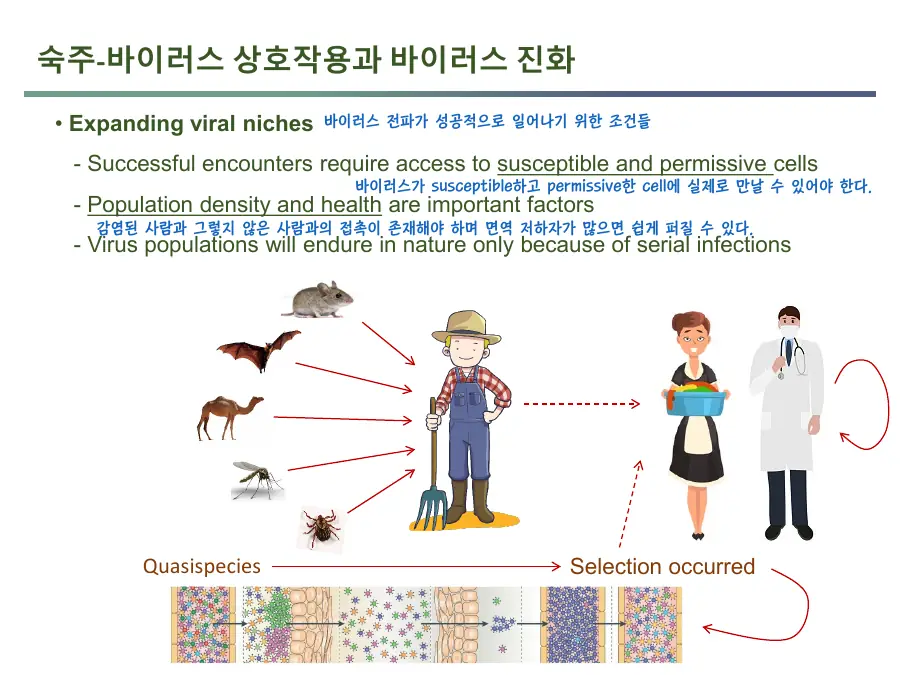 숙주-바이러스 상호작용과 바이러스 진화
• Expanding viral niches 바이러스 전파가 성공적으로 일어나기 위한 조건들
- Successful encounters require access to susceptible and permissive cells
바이러스가 susceptible하고 permissive한 cell에 실제로 만날 수 있어야 한다.
- Population density and health are important factors
감염된 사람과 그렇지 않은 사람과의 접촉이 존재해야 하며 면역 저하자가 많으면 쉽게 퍼질 수 있다.
- Virus populations will endure in nature only because of serial infections
Quasispecies
Selection occurred